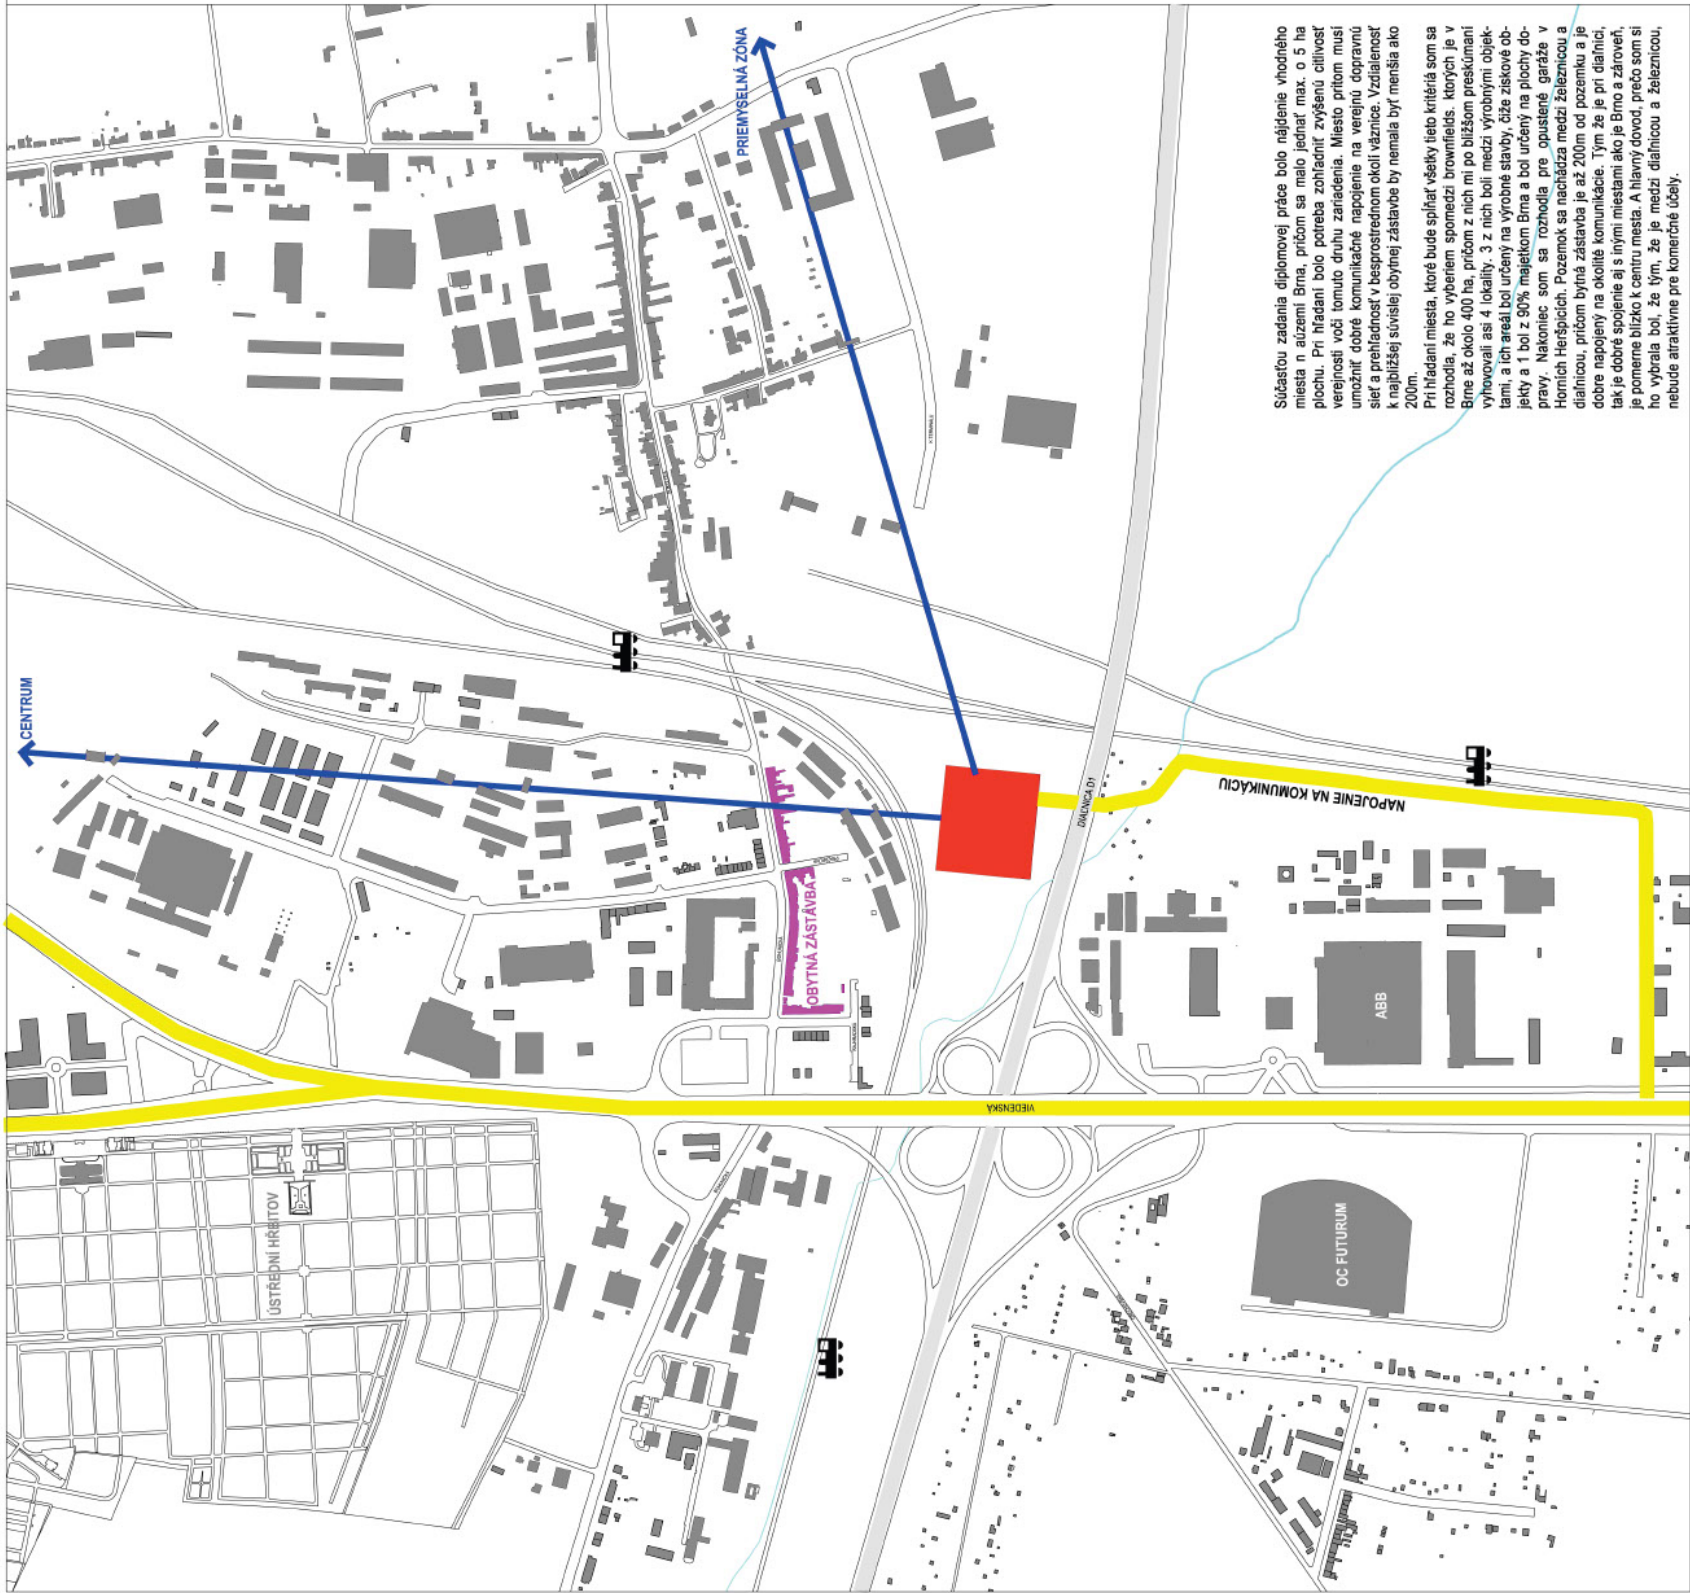 CENTRUM
PRIEMYSELNÁ ZÓNA
ÚSTŘEDNÍ HŘBITOV
OBYTNÁ ZÁSTAVBA
VIEDENSKÁ
DIAĽNICA D1
NAPOJENIE NA KOMUNIKÁCIU
ABB
OC FUTURUM
Súčasťou zadania diplomovej práce bolo nájdenie vhodného
miesta n aúzemí Brna, pričom sa malo jednať max. o 5 ha
plochu. Pri hľadaní bolo potreba zohľadniť zvýšenú citlivosť
verejnosti voči tomuto druhu zariadenia. Miesto pritom musí
umožniť dobré komunikačné napojenie na verejnú dopravnú
sieť a prehľadnosť v besprostrednom okolí väznice. Vzdialenosť
k najbližšej súvislej obytnej zástavbe by nemala byť menšia ako
200m.
Pri hľadaní miesta, ktoré bude spĺňať všetky tieto kritériá som sa
rozhodla, že ho vyberiem spomedzi brownfields, ktorých je v
Brne až okolo 400 ha, pričom z nich mi po bližšom preskúmaní
vyhovovali asi 4 lokality. 3 z nich boli medzi výrobnými objek-
tami, a ich areál bol určený na výrobné stavby, čiže ziskové ob-
jekty a 1 bol z 90% majetkom Brna a bol určený na plochy do-
pravy. Nakoniec som sa rozhodla pre opustené garáže v
Horních Heršpicích. Pozemok sa nachádza medzi železnicou a
diaľnicou, pričom bytná zástavba je až 200m od pozemku a je
dobre napojený na okolité komunikácie. Tým že je pri diaľnici,
tak je dobré spojenie aj s inými miestami ako je Brno a zároveň,
je pomerne blízko k centru mesta. A hlavný dovod, prečo som si
ho vybrala bol, že tým, že je medzi diaľnicou a železnicou,
nebude atraktívne pre komerčné účely.